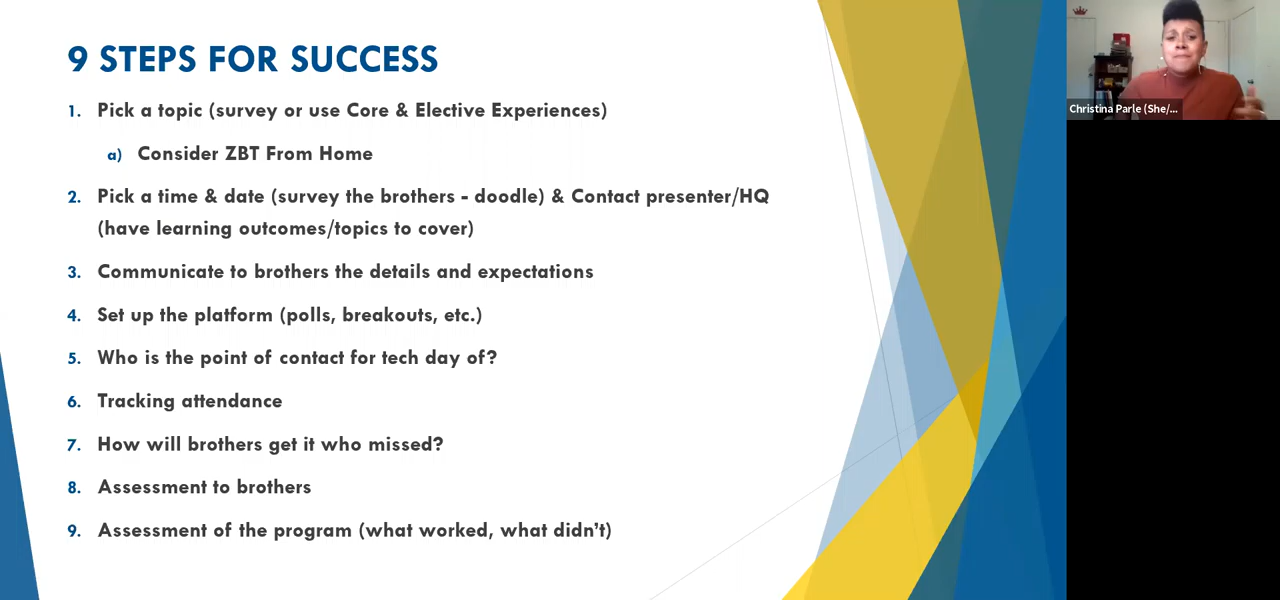 9 STEPS FOR SUCCESS
1. Pick a topic (survey or use Core & Elective Experiences)
a) Consider ZBT From Home
2. Pick a time & date (survey the brothers - doodle) & Contact presenter/HQ
(have learning outcomes/topics to cover)
3. Communicate to brothers the details and expectations
4. Set up the platform (polls, breakouts, etc.)
5. Who is the point of contact for tech day of?
6. Tracking attendance
7. How will brothers get it who missed?
8. Assessment to brothers
9. Assessment of the program (what worked, what didn't)
Christina Parle (She/...